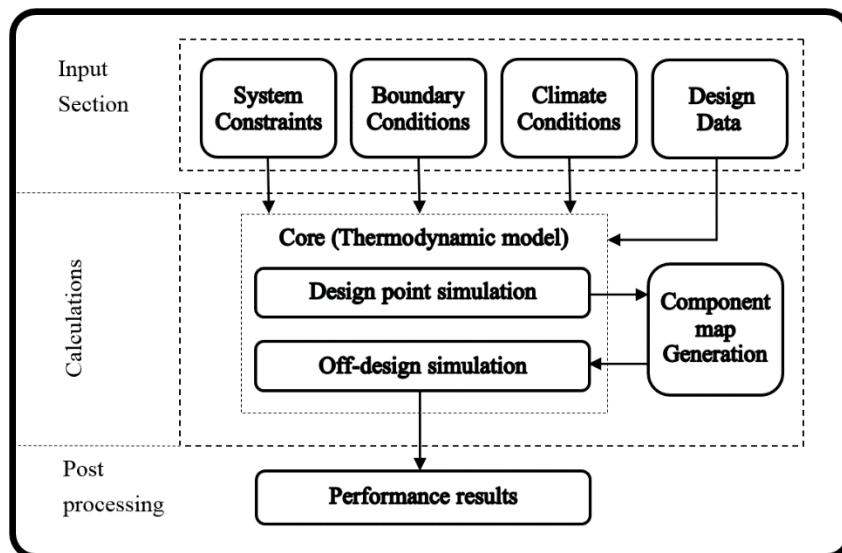 Input
Section
System
Constraints
Boundary
Conditions
Climate
Conditions
Design
Data
Calculations
Core (Thermodynamic model)
Design point simulation
Off-design simulation
Component
map
Generation
Post
processing
Performance results